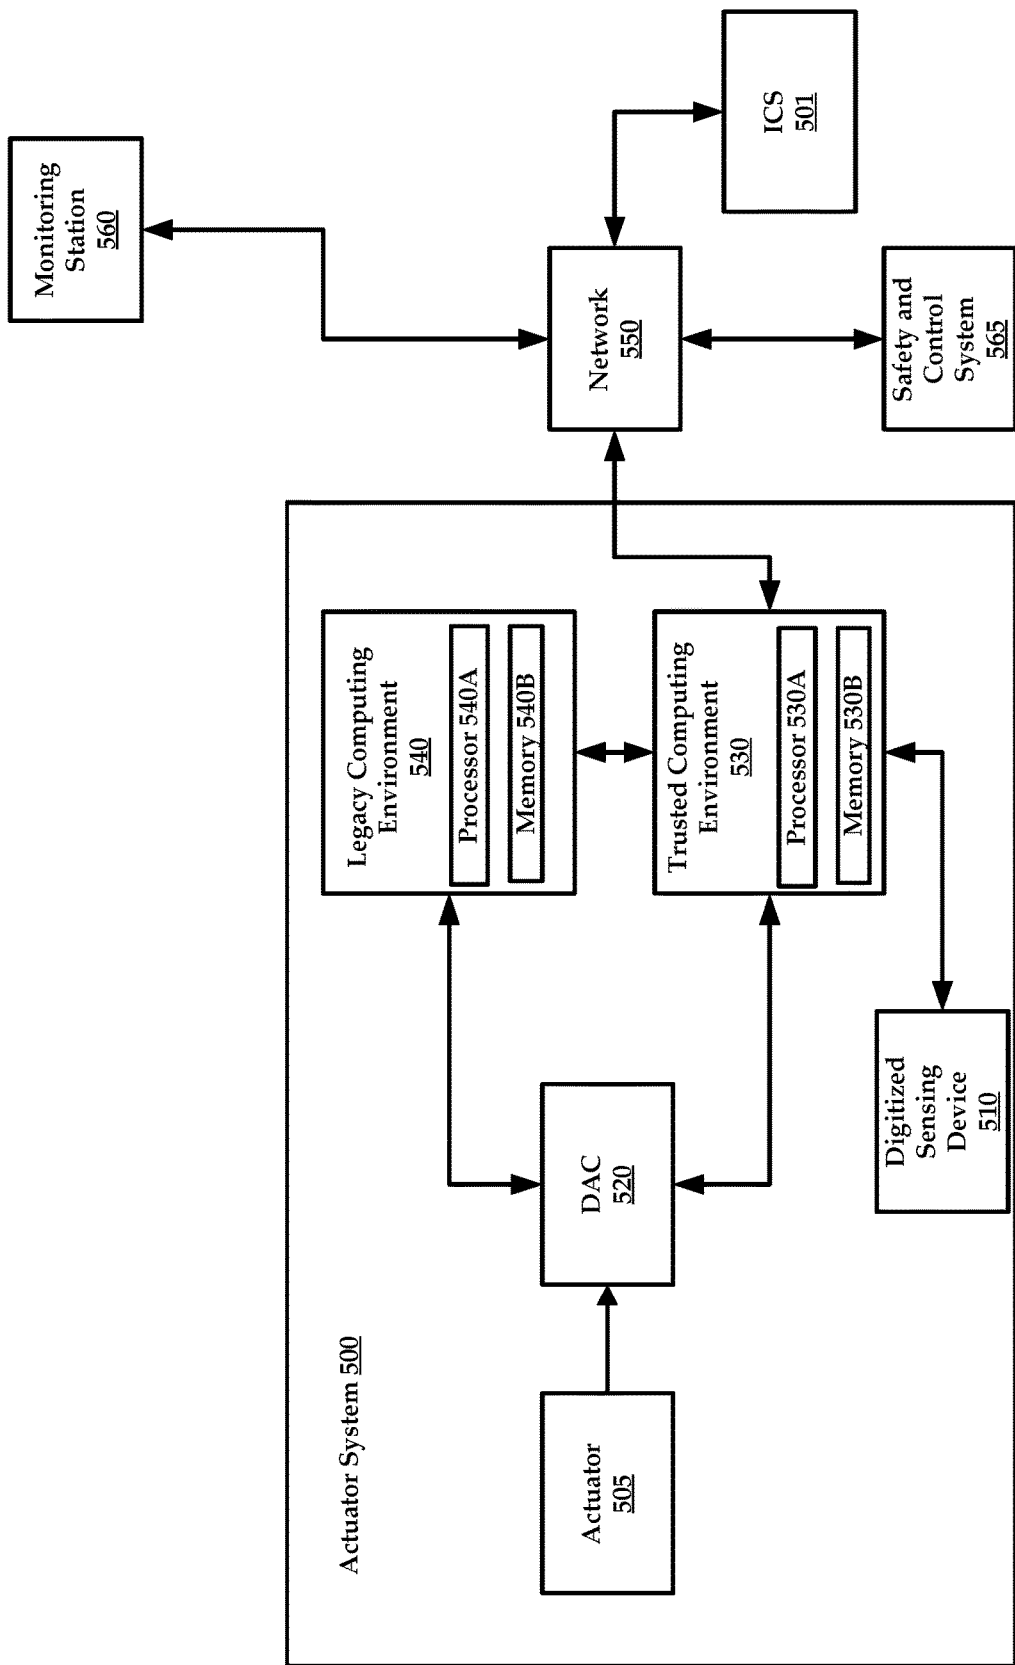 Actuator System 500
Actuator
505
DAC
520
Legacy Computing
Environment
540
Processor 540A
Memory 540B
Trusted Computing
Environment
530
Processor 530A
Memory 530B
Digitized
Sensing
Device
510
Monitoring
Station
560
Network
550
Safety and
Control
System
565
ICS
501